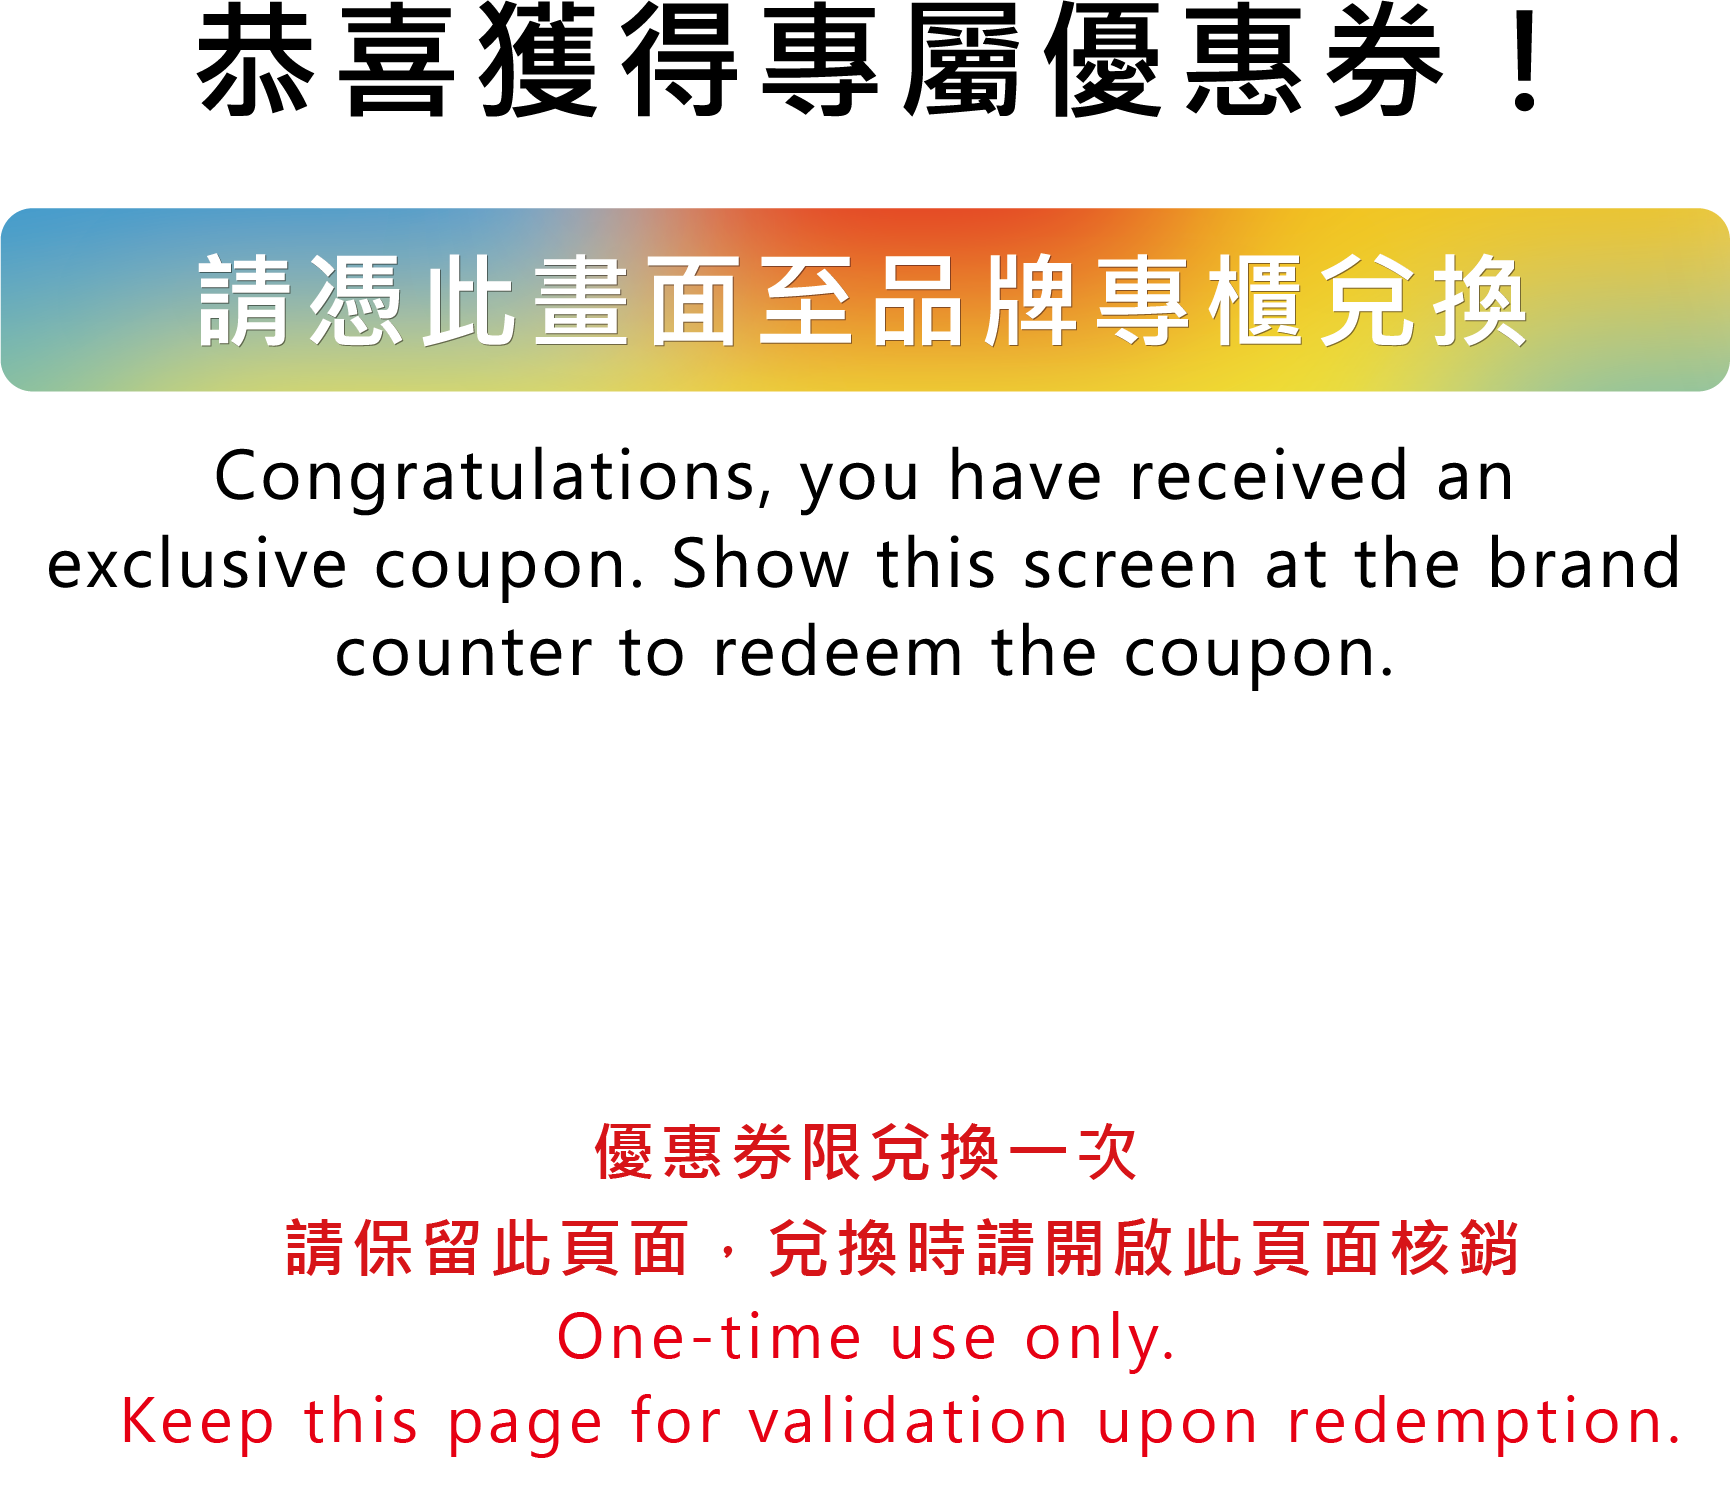 恭喜獲得專屬優惠券！
請憑此畫面至品牌專櫃兌換
Congratulations, you have received an
exclusive coupon. Show this screen at the brand
counter to redeem the coupon.
優惠券限兌換一次
請保留此頁面，兌換時請開啟此頁面核銷
One-time use only.
Keep this page for validation upon redemption.